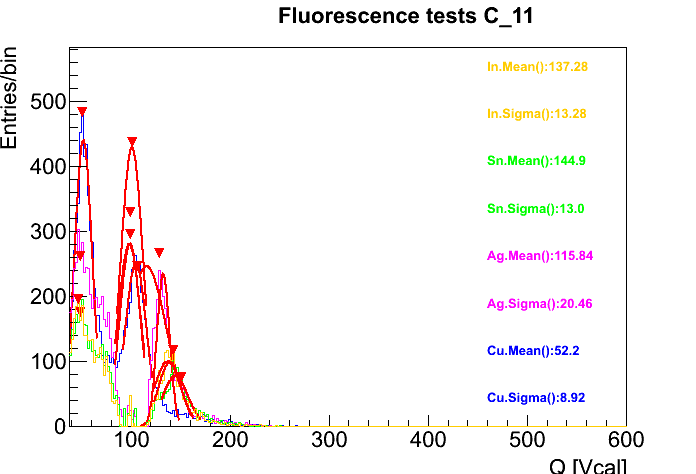 Fluorescence tests C_11
Entries/bin
500
400
300
200
100
0
100
200
300
400
500
600
Q [Vcal]
In.Mean():137.28
In.Sigma():13.28
Sn.Mean():144.9
Sn.Sigma():13.0
Ag.Mean():115.84
Ag.Sigma():20.46
Cu.Mean():52.2
Cu.Sigma():8.92